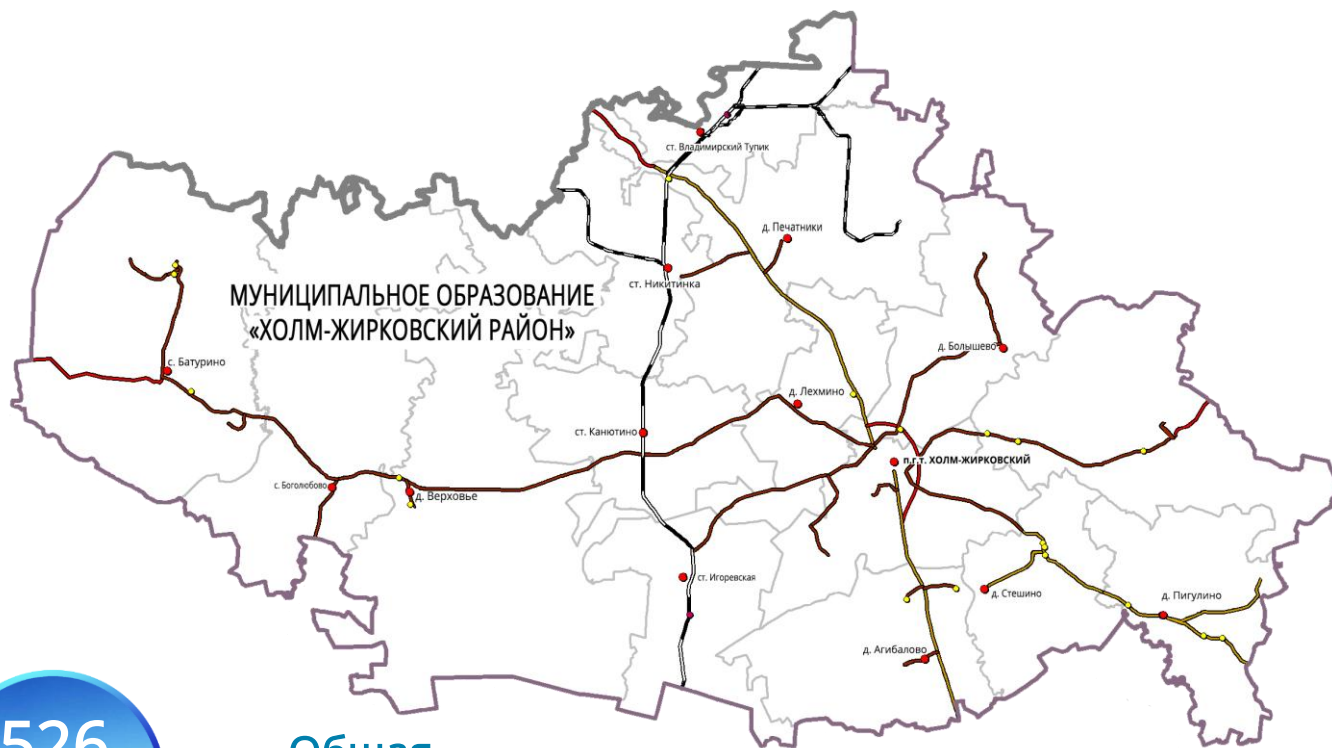 ст. Владимирский Тупик
д. Печатники
ст. Никитинка
МУНИЦИПАЛЬНОЕ ОБРАЗОВАНИЕ
«ХОЛМ-ЖИРКОВСКИЙ РАЙОН»
д. Болышево
с. Батурино
д. Лехмино
ст. Канютино
п.г.т. ХОЛМ-ЖИРКОВСКИЙ
с. Боголюбово
д. Верховье
ст. Игоревская
д. Стешино
д. Пигулино
д. Агибалово
526
Общая